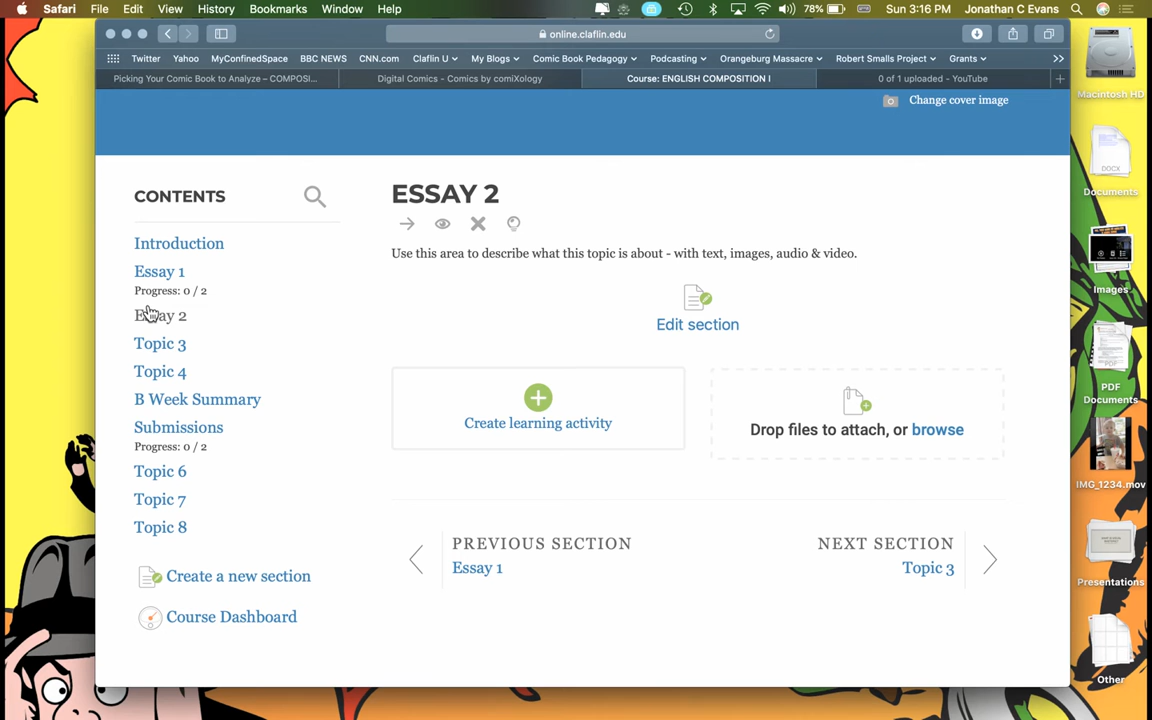 Safari File Edit View History Bookmarks Window Help 78% Sun 3:16 PM Jonathan C Evans
online.claflin.edu
Twitter Yahoo MyConfinedSpace BBC NEWS CNN.com Claflin U My Blogs Comic Book Pedagogy Podcasting Orangeburg Massacre Robert Smalls Project Grants
Picking Your Comic Book to Analyze – COMPOSI... Digital Comics - Comics by comiXology Course: ENGLISH COMPOSITION I 0 of 1 uploaded - YouTube
Change cover image
CONTENTS
Introduction
Essay 1
Progress: 0 / 2
Essay 2
Topic 3
Topic 4
B Week Summary
Submissions
Progress: 0 / 2
Topic 6
Topic 7
Topic 8
Create a new section
Course Dashboard
ESSAY 2
Use this area to describe what this topic is about - with text, images, audio & video.
Edit section
Create learning activity
Drop files to attach, or browse
PREVIOUS SECTION
Essay 1
NEXT SECTION
Topic 3
Macintosh HD
DOCX
Documents
Images
PDF
PDF
Documents
IMG_1234.mov
Presentations
Other